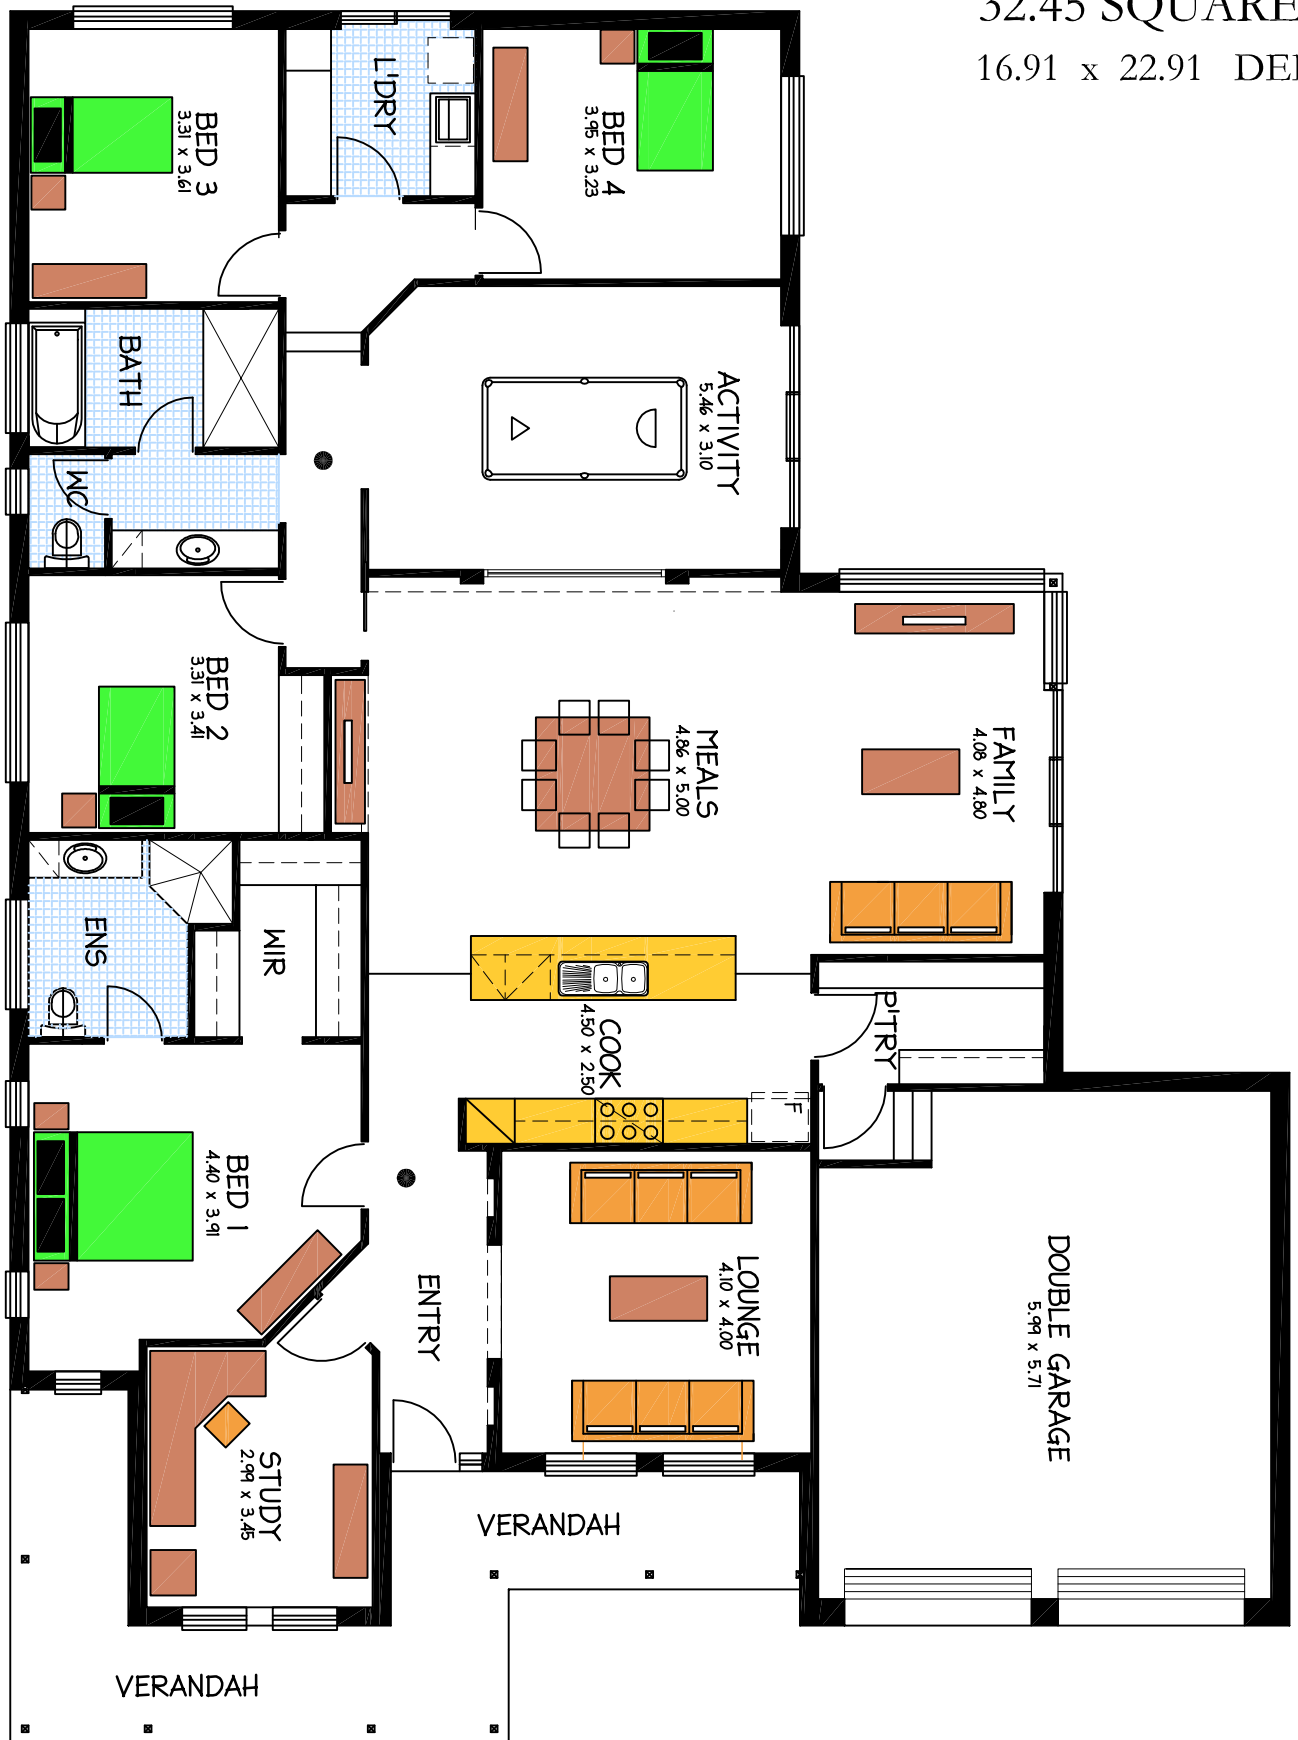 32.45 SQUARE
16.91 x 22.91
L'DRY
BED 3
3.31 x 3.61
BED 4
3.95 x 3.23
BATH
ACTIVITY
5.46 x 3.10
WC
BED 2
3.31 x 3.41
MEALS
4.86 x 5.00
FAMILY
4.08 x 4.80
ENS
WIR
COOK
4.50 x 2.50
P'TRY
F
BED 1
4.40 x 3.91
ENTRY
LOUNGE
4.10 x 4.00
DOUBLE GARAGE
5.99 x 5.71
STUDY
2.99 x 3.45
VERANDAH
VERANDAH